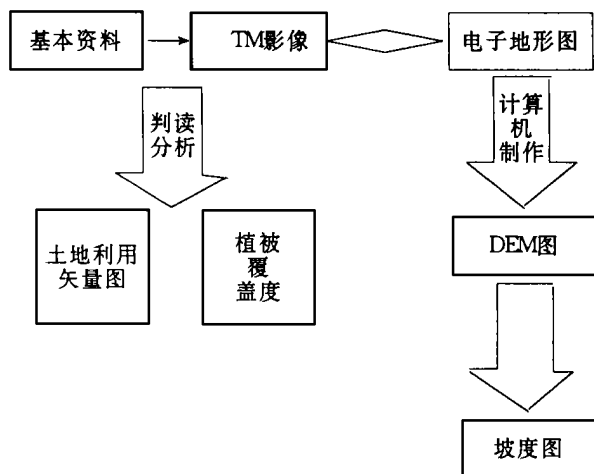 基本资料
TM影像
电子地形图
判读
分析
计算
机
制作
土地利用
矢量图
植被
覆
盖度
DEM图
坡度图